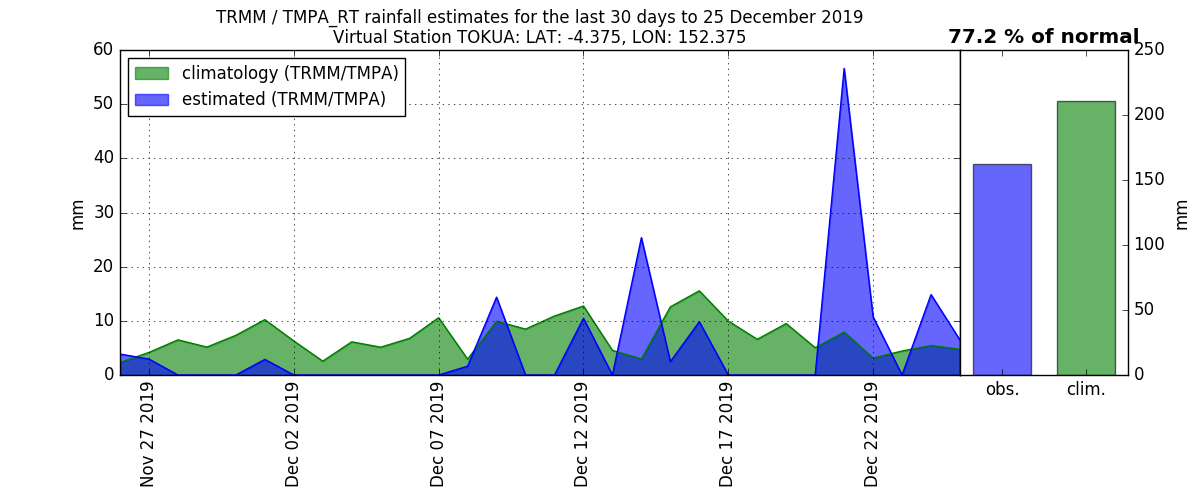 TRMM / TMPA_RT rainfall estimates for the last 30 days to 25 December 2019
Virtual Station TOKUA: LAT: -4.375, LON: 152.375
77.2 % of normal
climatology (TRMM/TMPA)
estimated (TRMM/TMPA)
60
50
40
30
20
10
0
mm
Nov 27 2019
Dec 02 2019
Dec 07 2019
Dec 12 2019
Dec 17 2019
Dec 22 2019
obs.
clim.
250
200
150
100
50
0
mm